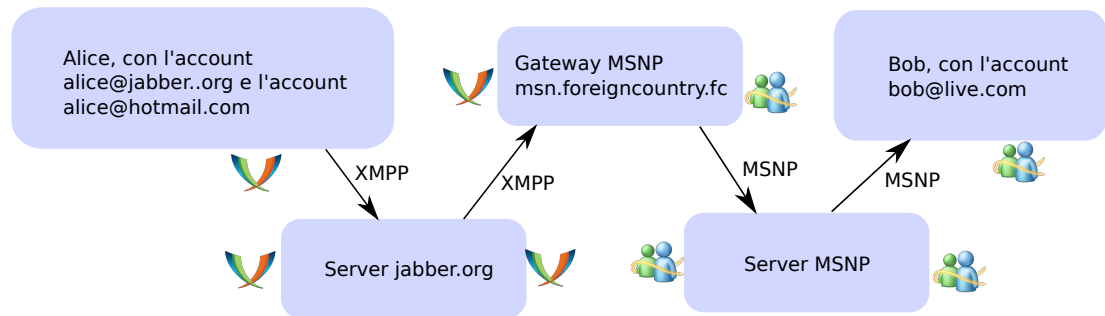 Alice, con l'account
alice@jabber..org e l'account
alice@hotmail.com
XMPP
Server jabber.org
XMPP
Gateway MSNP
msn.foreigncountry.fc
MSNP
Server MSNP
MSNP
Bob, con l'account
bob@live.com